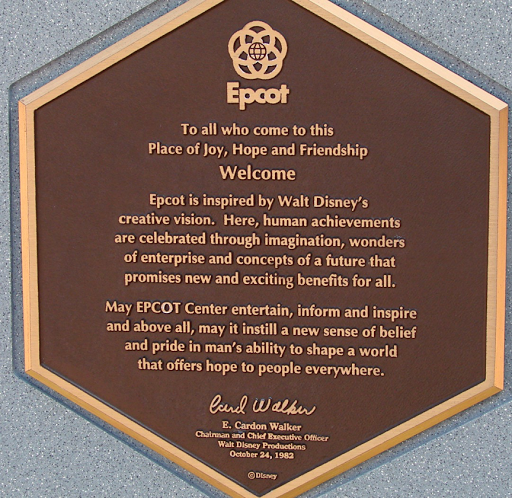 Epcot
To all who come to this
Place of Joy, Hope and Friendship
Welcome
Epcot is inspired by Walt Disney's
creative vision. Here, human achievements
are celebrated through imagination, wonders
of enterprise and concepts of a future that
promises new and exciting benefits for all.
May EPCOT Center entertain, inform and inspire
and above all, may it instill a new sense of belief
and pride in man's ability to shape a world
that offers hope to people everywhere.
Card Walker
E. Cardon Walker
Chairman and Chief Executive Officer
Walt Disney Productions
October 24, 1982
©Disney